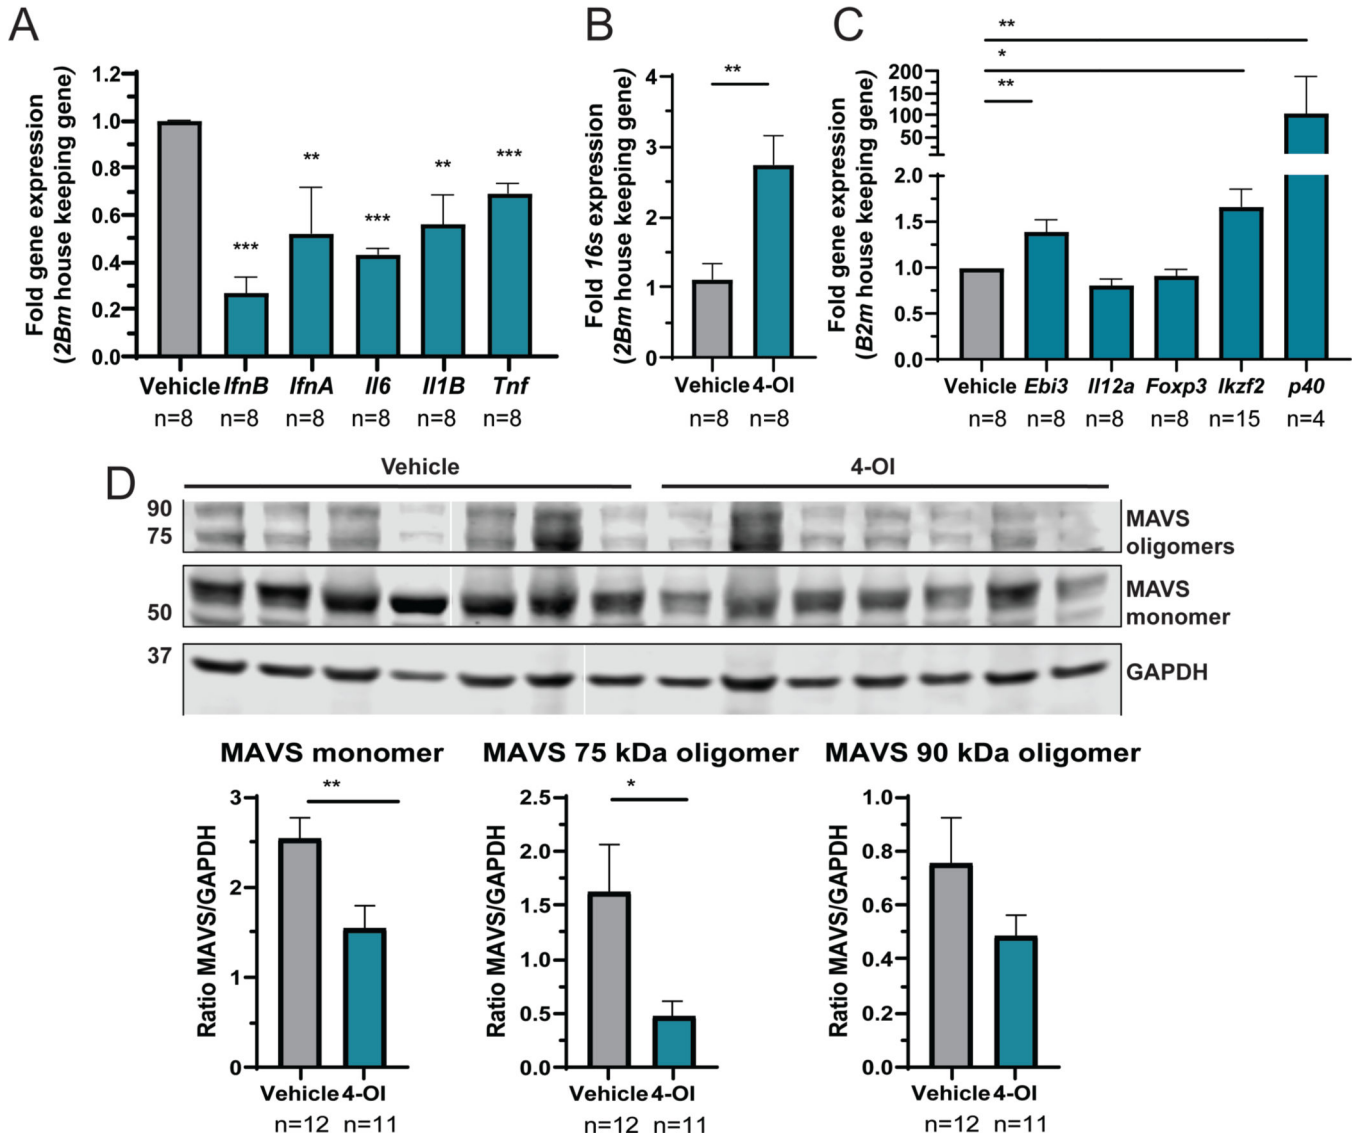 A
Fold gene expression
(2Bm house keeping gene)
1.2
1.0
0.8
0.6
0.4
0.2
0.0
**
***
***
**
***
Vehicle IfnB IfnA Il6 Il1B Tnf
n=8 n=8 n=8 n=8 n=8 n=8
B
Fold 16s expression
(2Bm house keeping gene)
4
3
2
1
0
**
Vehicle 4-OI
n=8 n=8
C
Fold gene expression
(B2m house keeping gene)
200
150
100
50
2.0
1.5
1.0
0.5
0.0
**
*
**
Vehicle Ebi3 Il12a Foxp3 Ikzf2 p40
n=8 n=8 n=8 n=8 n=15 n=4
D
Vehicle 4-OI
90
75
MAVS
oligomers
50
MAVS
monomer
37
GAPDH
MAVS monomer
Ratio MAVS/GAPDH
3
2
1
0
**
Vehicle 4-OI
n=12 n=11
MAVS 75 kDa oligomer
Ratio MAVS/GAPDH
2.5
2.0
1.5
1.0
0.5
0.0
*
Vehicle 4-OI
n=12 n=11
MAVS 90 kDa oligomer
Ratio MAVS/GAPDH
1.0
0.8
0.6
0.4
0.2
0.0
Vehicle 4-OI
n=12 n=11